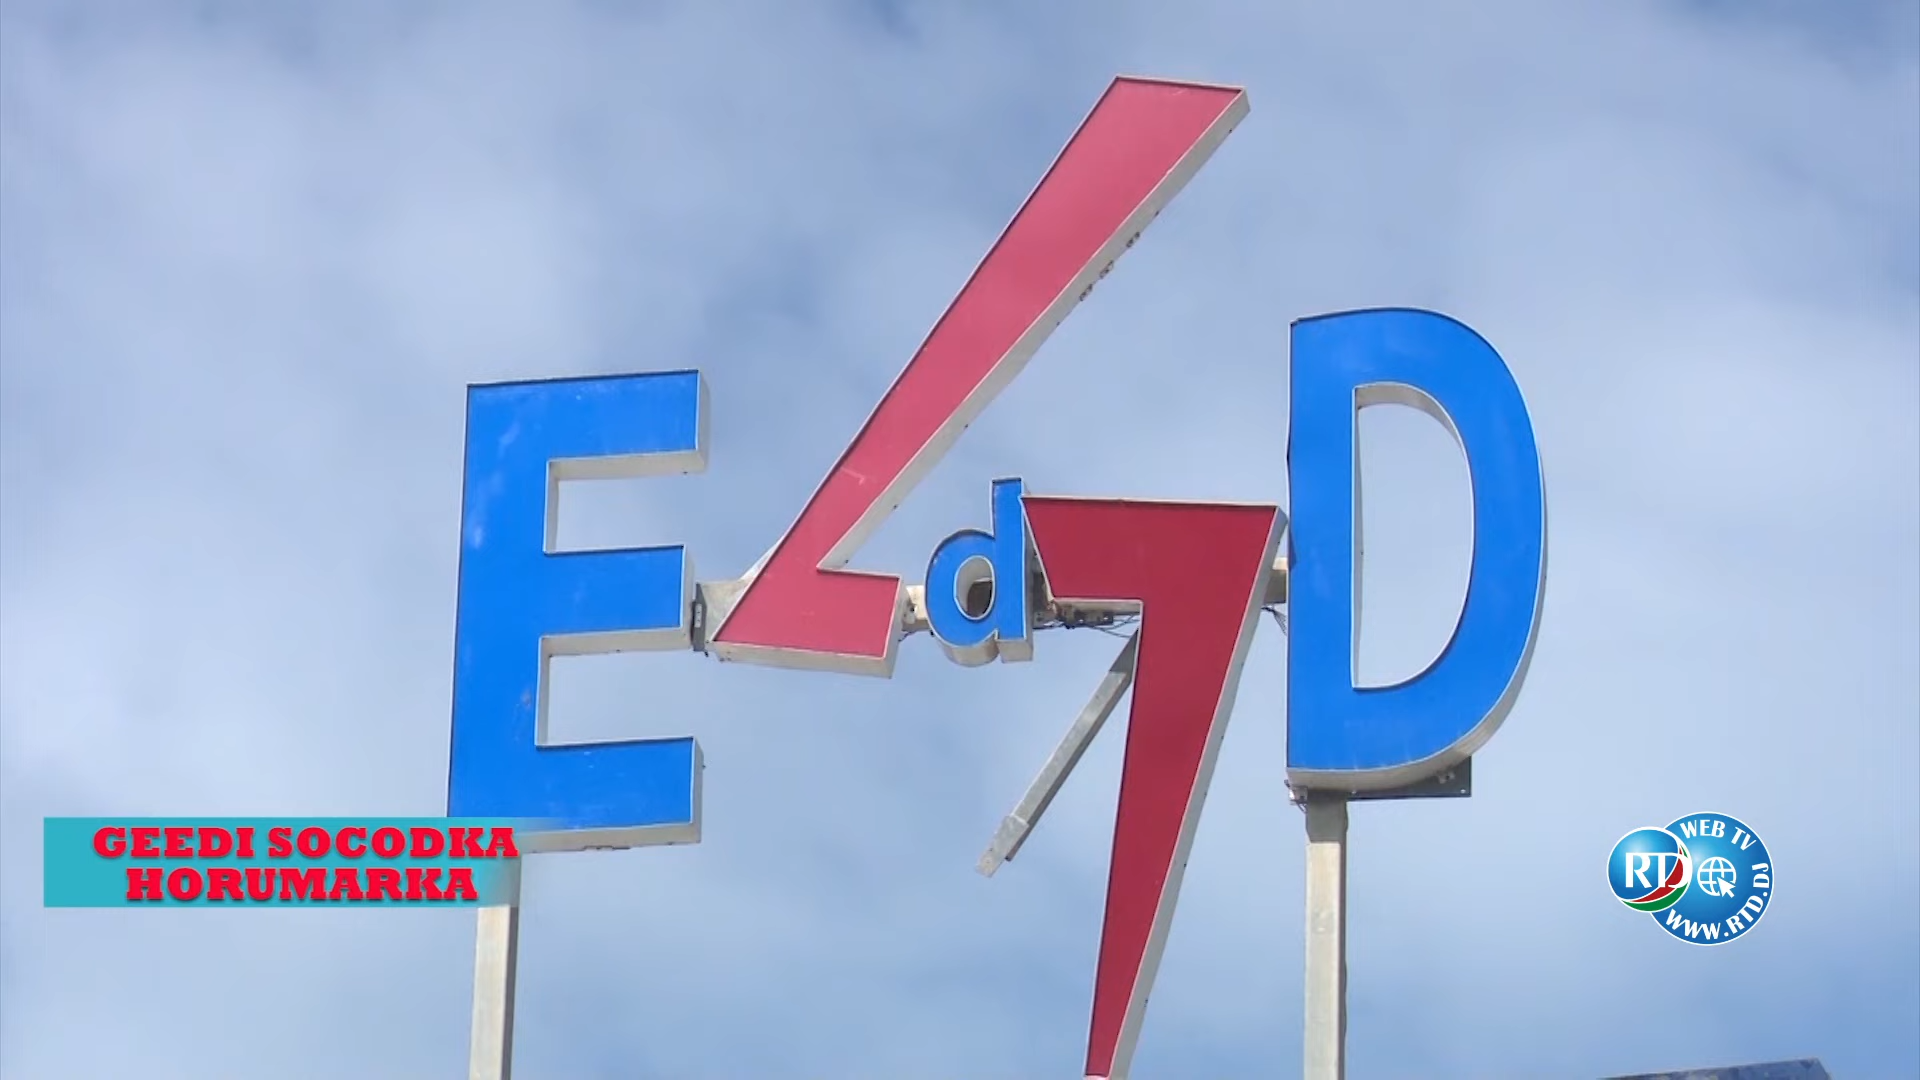 E d D
GEEDI SOCODKA
HORUMARKA
RTD
WEB TV
WWW.RTD.DJ